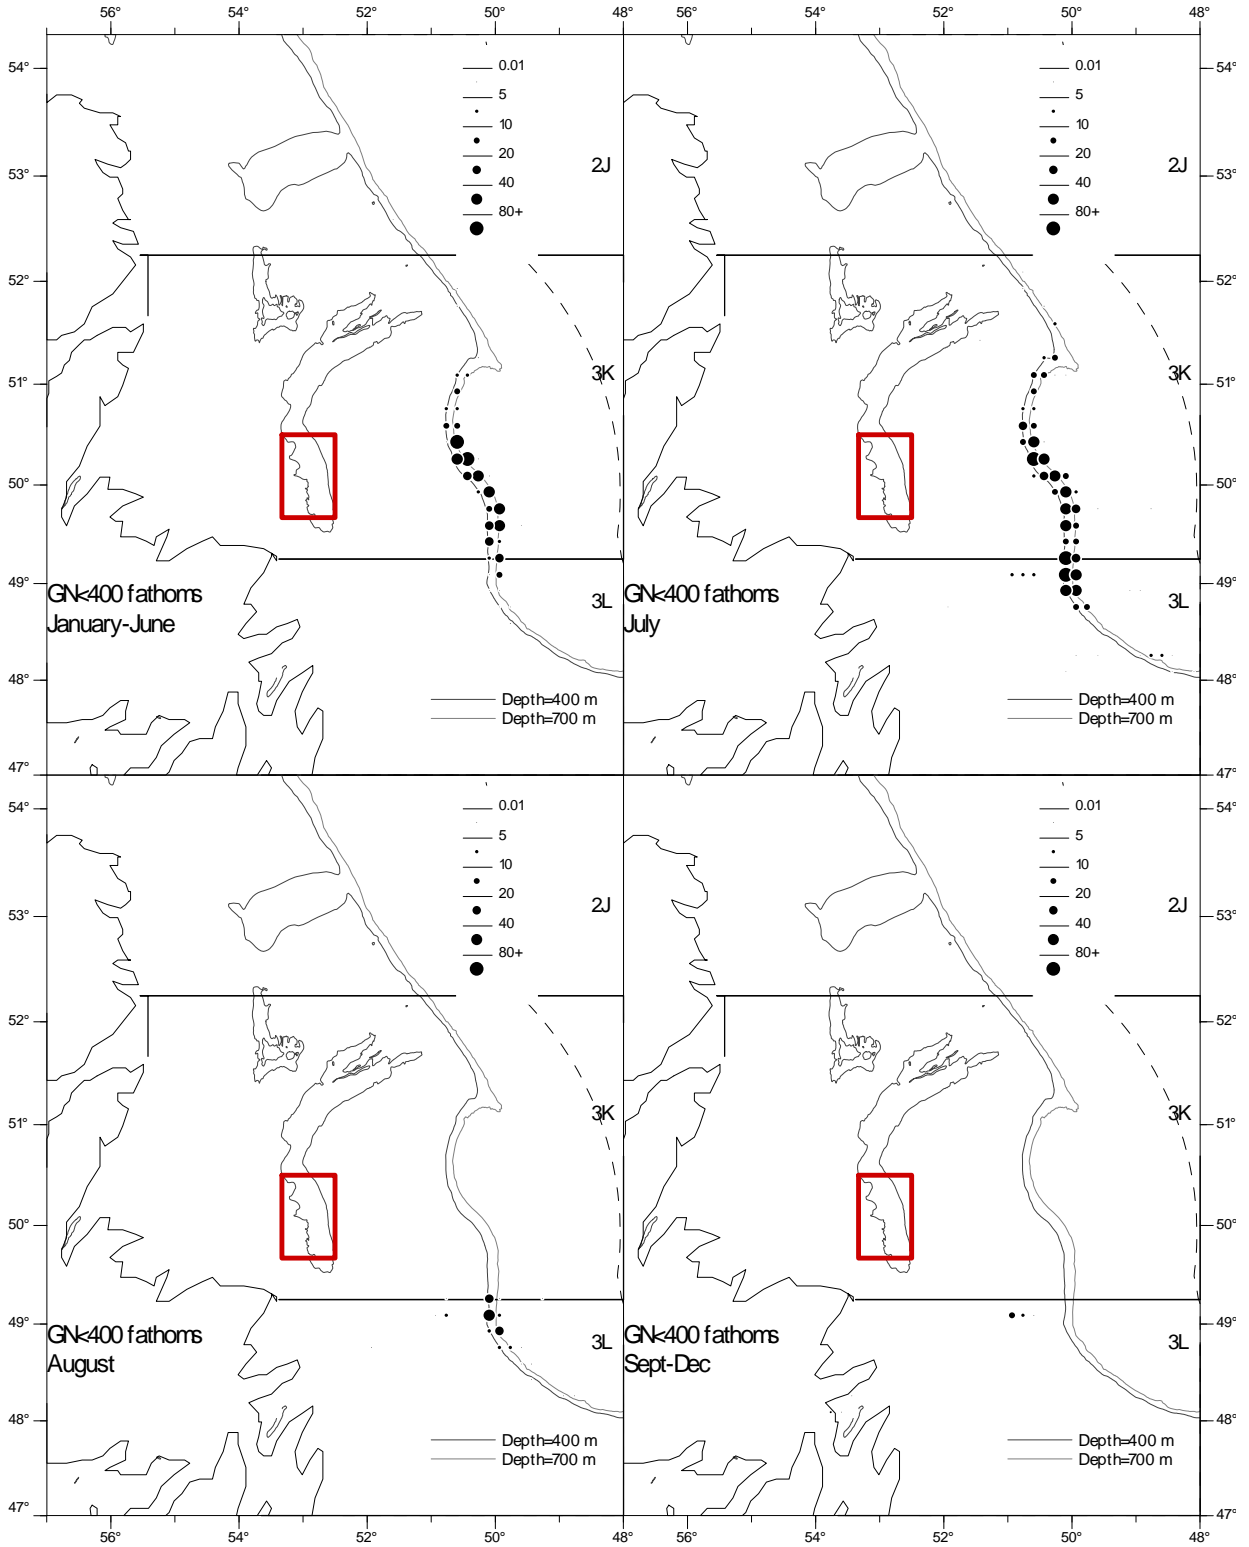 56° 54° 52° 50° 48° 56° 54° 52° 50° 48°
54° 0.01 0.01 54°
5 5
10 10
20 20
53° 2J 2J 53°
40 40
80+ 80+
52° 52°
51° 3K 3K 51°
50° 50°
49° 49°
GN<400 fathoms 3L GN<400 fathoms 3L
January-June July
48° 48°
Depth=400 m Depth=400 m
Depth=700 m Depth=700 m
47° 47°
54° 0.01 0.01 54°
5 5
10 10
20 20
53° 2J 2J 53°
40 40
80+ 80+
52° 52°
51° 3K 3K 51°
50° 50°
49° 49°
GN<400 fathoms 3L GN<400 fathoms 3L
August Sept-Dec
48° 48°
Depth=400 m Depth=400 m
Depth=700 m Depth=700 m
47° 47°
56° 54° 52° 50° 48° 56° 54° 52° 50° 48°